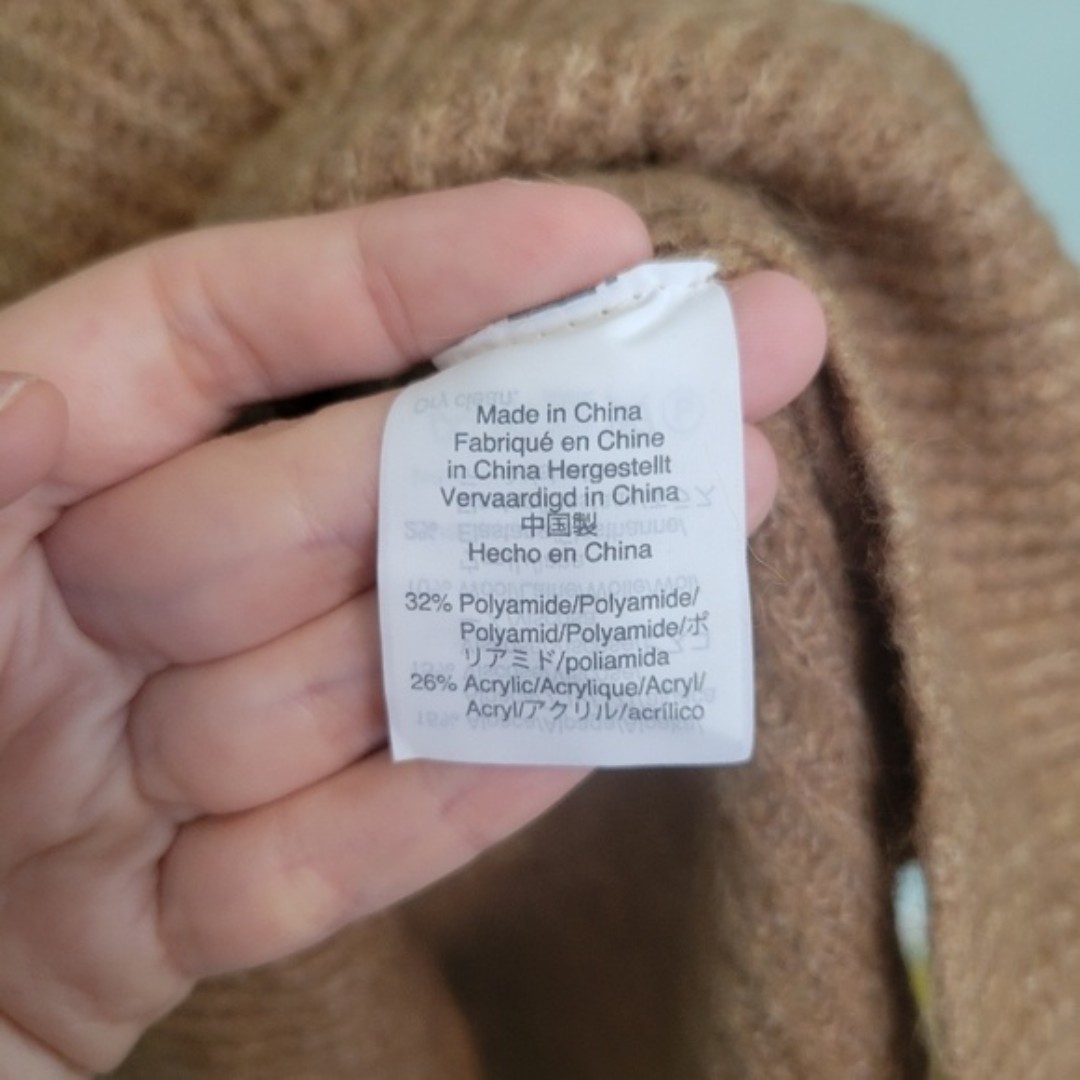 Made in China
Fabriqué en Chine
in China Hergestellt
Vervaardigd in China
中国製
Hecho en China
32% Polyamide/Polyamide/
Polyamid/Polyamide/ポ
リアミド/poliamida
26% Acrylic/Acrylique/Acryl/
Acryl/アクリル/acrílico